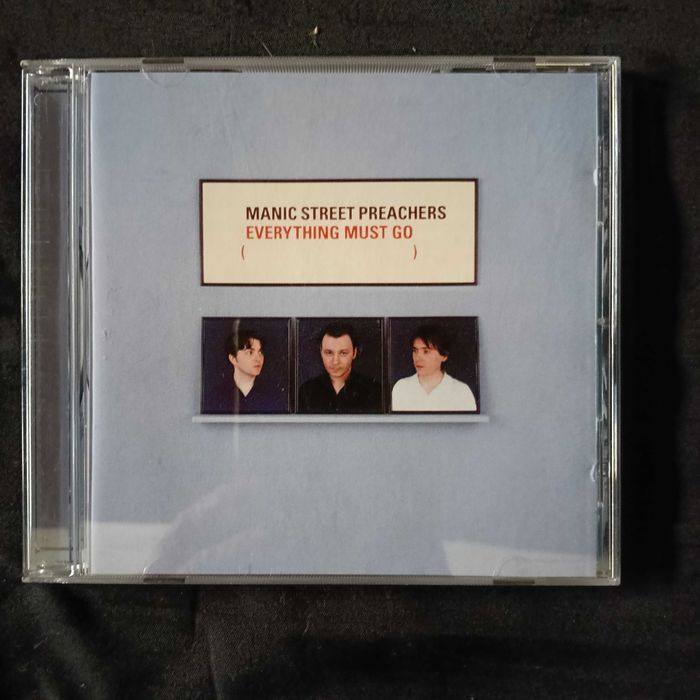 MANIC STREET PREACHERS
EVERYTHING MUST GO
( )